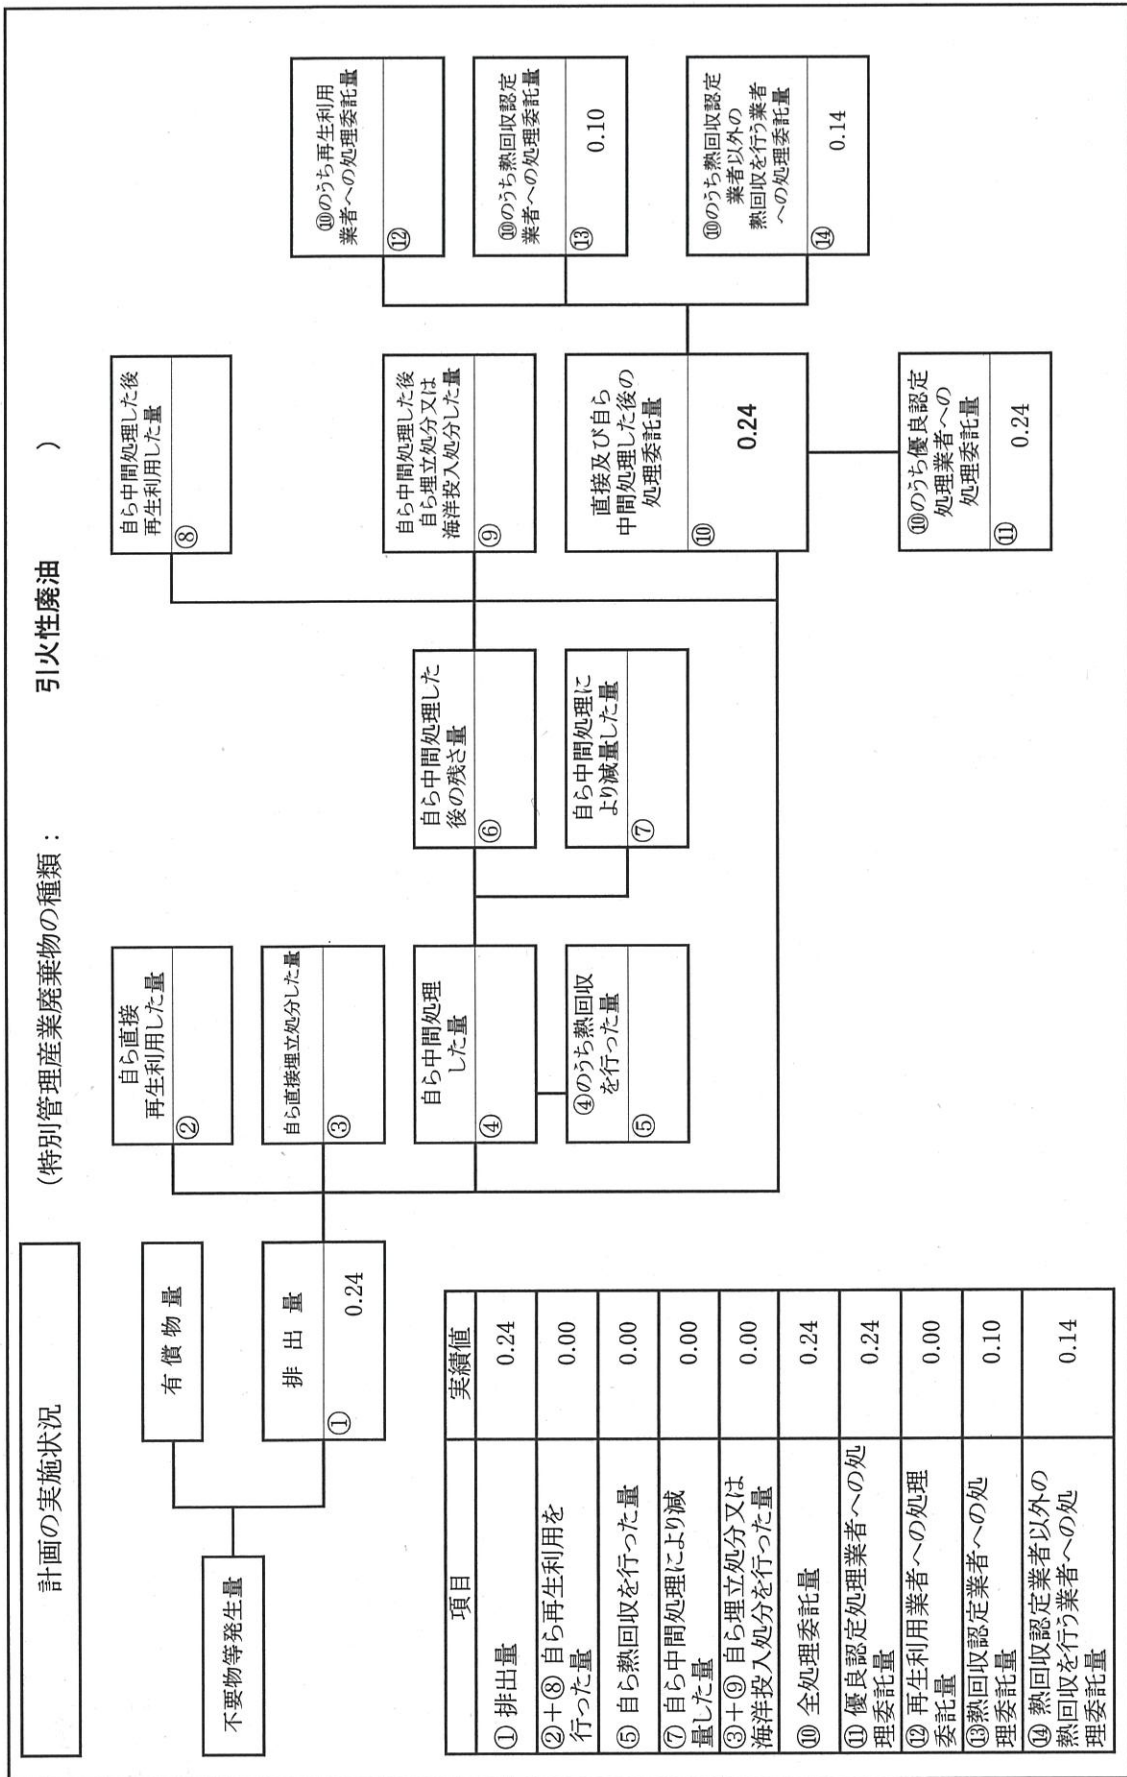 計画の実施状況
(特別管理産業廃棄物の種類： 引火性廃油 )
不要物等発生量
有償物量
排出量
① 0.24
自ら直接
再生利用した量
②
自ら直接埋立処分した量
③
自ら中間処理
した量
④
④のうち熱回収
を行った量
⑤
自ら中間処理した
後の残さ量
⑥
自ら中間処理に
より減量した量
⑦
自ら中間処理した後
再生利用した量
⑧
自ら中間処理した後
自ら埋立処分又は
海洋投入処分した量
⑨
直接及び自ら
中間処理した後の
処理委託量
⑩ 0.24
⑩のうち優良認定
処理業者への
処理委託量
⑪ 0.24
⑩のうち再生利用
業者への処理委託量
⑫
⑩のうち熱回収認定
業者への処理委託量
⑬ 0.10
⑩のうち熱回収認定
業者以外の
熱回収を行う業者
への処理委託量
⑭ 0.14
項目 実績値
① 排出量 0.24
②+⑧ 自ら再生利用を
行った量 0.00
⑤ 自ら熱回収を行った量 0.00
⑦ 自ら中間処理により減
量した量 0.00
③+⑨ 自ら埋立処分又は
海洋投入処分を行った量 0.00
⑩ 全処理委託量 0.24
⑪ 優良認定処理業者への処
理委託量 0.24
⑫ 再生利用業者への処理
委託量 0.00
⑬熱回収認定業者への処
理委託量 0.10
⑭ 熱回収認定業者以外の
熱回収を行う業者への処
理委託量 0.14